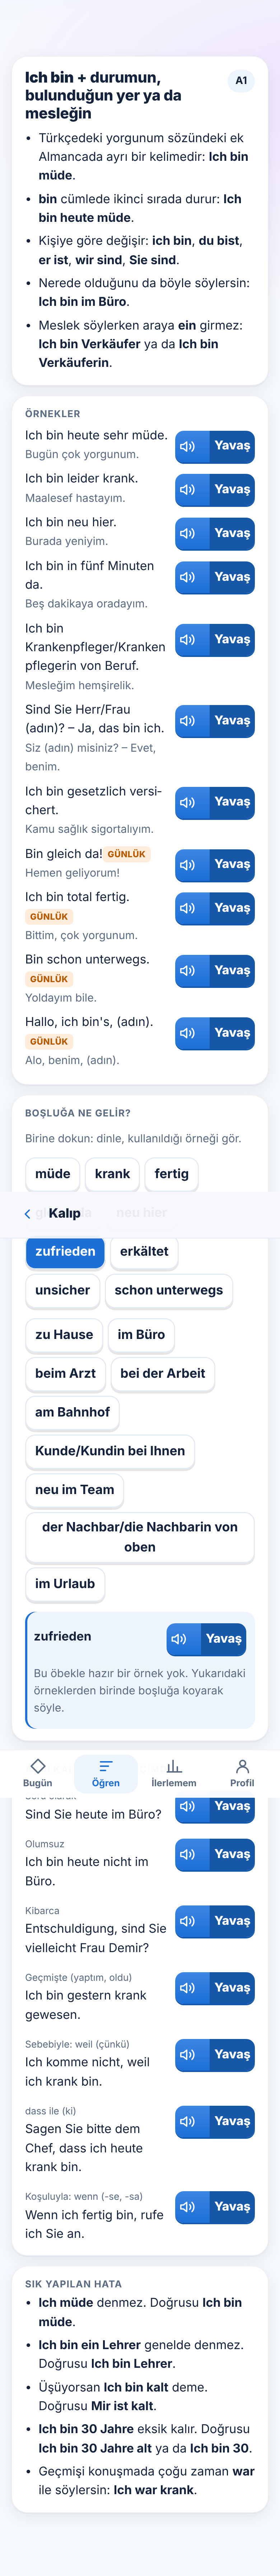 Ich bin + durumun,
bulunduğun yer ya da
mesleğin
A1
• Türkçedeki yorgunum sözündeki ek
Almancada ayrı bir kelimedir: Ich bin
müde.
• bin cümlede ikinci sırada durur: Ich
bin heute müde.
• Kişiye göre değişir: ich bin, du bist,
er ist, wir sind, Sie sind.
• Nerede olduğunu da böyle söylersin:
Ich bin im Büro.
• Meslek söylerken araya ein girmez:
Ich bin Verkäufer ya da Ich bin
Verkäuferin.
ÖRNEKLER
Ich bin heute sehr müde.
Yavaş
Bugün çok yorgunum.
Ich bin leider krank.
Yavaş
Maalesef hastayım.
Ich bin neu hier.
Yavaş
Burada yeniyim.
Ich bin in fünf Minuten
da.
Yavaş
Beş dakikaya oradayım.
Ich bin
Krankenpfleger/Kranken
pflegerin von Beruf.
Yavaş
Mesleğim hemşirelik.
Sind Sie Herr/Frau
(adın)? – Ja, das bin ich.
Yavaş
Siz (adın) misiniz? – Evet,
benim.
Ich bin gesetzlich versi-
chert.
Yavaş
Kamu sağlık sigortalıyım.
Bin gleich da! GÜNLÜK
Yavaş
Hemen geliyorum!
Ich bin total fertig.
GÜNLÜK
Yavaş
Bittim, çok yorgunum.
Bin schon unterwegs.
GÜNLÜK
Yavaş
Yoldayım bile.
Hallo, ich bin's, (adın).
GÜNLÜK
Yavaş
Alo, benim, (adın).
BOŞLUĞA NE GELİR?
Birine dokun: dinle, kullanıldığı örneği gör.
müde krank fertig
neu hier
Kalıp
zufrieden erkältet
unsicher schon unterwegs
zu Hause im Büro
beim Arzt bei der Arbeit
am Bahnhof
Kunde/Kundin bei Ihnen
neu im Team
der Nachbar/die Nachbarin von
oben
im Urlaub
zufrieden
Yavaş
Bu öbekle hazır bir örnek yok. Yukarıdaki
örneklerden birinde boşluğa koyarak
söyle.
Bugün Öğren İlerlemem Profil
Sind Sie heute im Büro?
Yavaş
Olumsuz
Ich bin heute nicht im
Büro.
Yavaş
Kibarca
Entschuldigung, sind Sie
vielleicht Frau Demir?
Yavaş
Geçmişte (yaptım, oldu)
Ich bin gestern krank
gewesen.
Yavaş
Sebebiyle: weil (çünkü)
Ich komme nicht, weil
ich krank bin.
Yavaş
dass ile (ki)
Sagen Sie bitte dem
Chef, dass ich heute
krank bin.
Yavaş
Koşuluyla: wenn (-se, -sa)
Wenn ich fertig bin, rufe
ich Sie an.
Yavaş
SIK YAPILAN HATA
• Ich müde denmez. Doğrusu Ich bin
müde.
• Ich bin ein Lehrer genelde denmez.
Doğrusu Ich bin Lehrer.
• Üşüyorsan Ich bin kalt deme.
Doğrusu Mir ist kalt.
• Ich bin 30 Jahre eksik kalır. Doğrusu
Ich bin 30 Jahre alt ya da Ich bin 30.
• Geçmişi konuşmada çoğu zaman war
ile söylersin: Ich war krank.